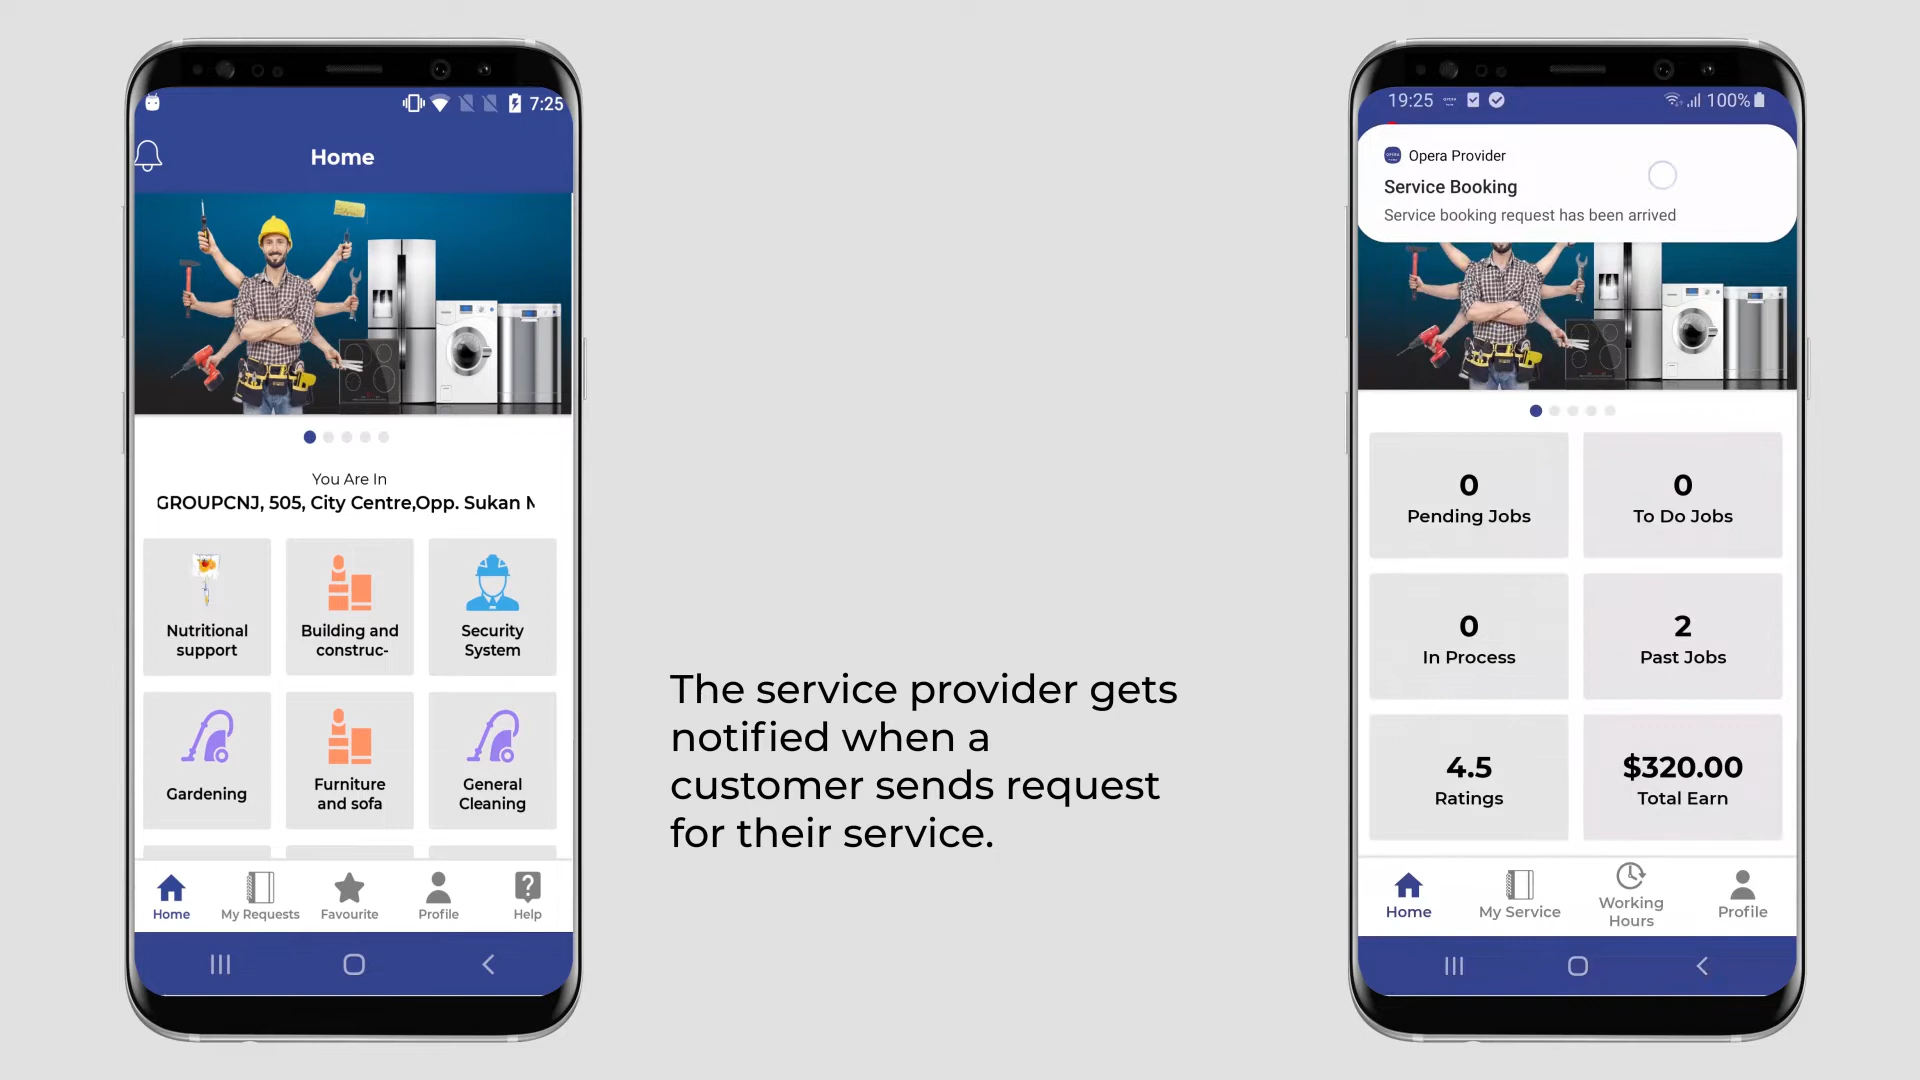 7:25
Home
You Are In
GROUPCNJ, 505, City Centre,Opp. Sukan
Nutritional
support
Building and
construc-
Security
System
Gardening
Furniture
and sofa
General
Cleaning
Home
My Requests
Favourite
Profile
Help
The service provider gets
notified when a
customer sends request
for their service.
19:25
100%
Opera Provider
Service Booking
Service booking request has been arrived
0
Pending Jobs
0
To Do Jobs
0
In Process
2
Past Jobs
4.5
Ratings
$320.00
Total Earn
Home
My Service
Working
Hours
Profile